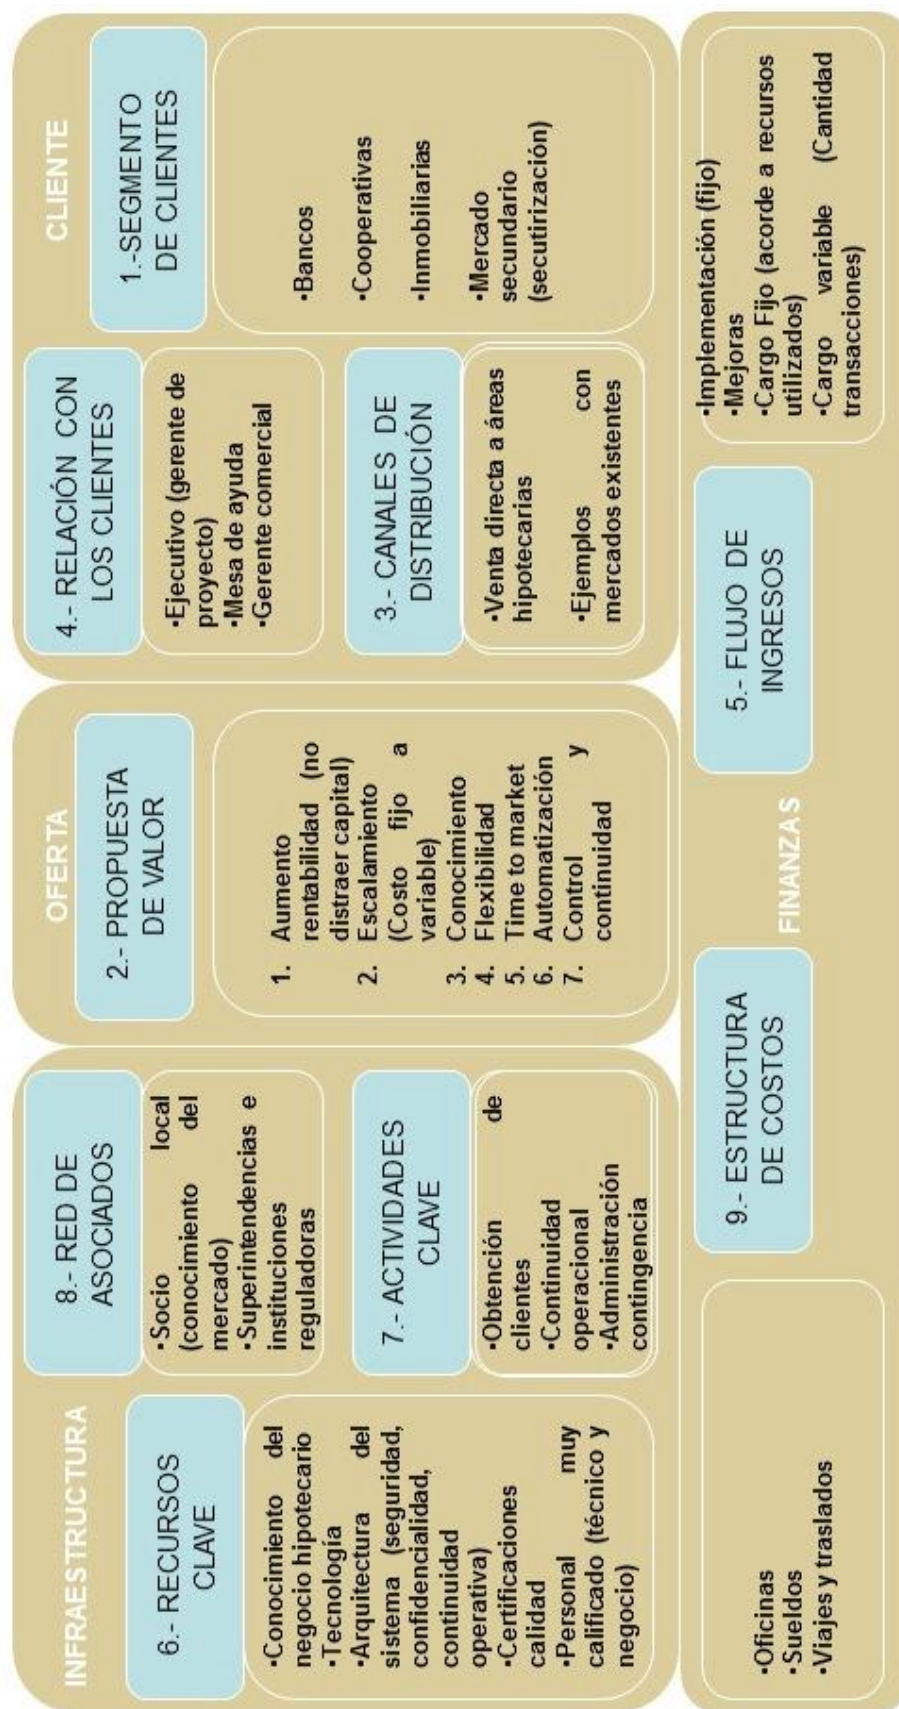 INFRAESTRUCTURA
6.- RECURSOS
CLAVE
•Conocimiento del
negocio hipotecario
•Tecnología
•Arquitectura del
sistema (seguridad,
confidencialidad,
continuidad
operativa)
•Certificaciones
calidad
•Personal muy
calificado (técnico y
negocio)
8.- RED DE
ASOCIADOS
•Socio local
(conocimiento del
mercado)
•Superintendencias e
instituciones
reguladoras
7.- ACTIVIDADES
CLAVE
•Obtención de
clientes
•Continuidad
operacional
•Administración
contingencia
OFERTA
2.- PROPUESTA
DE VALOR
1. Aumento
rentabilidad (no
distraer capital)
2. Escalamiento
(Costo fijo a
variable)
3. Conocimiento
4. Flexibilidad
5. Time to market
6. Automatización
7. Control y
continuidad
CLIENTE
4.- RELACIÓN CON
LOS CLIENTES
•Ejecutivo (gerente de
proyecto)
•Mesa de ayuda
•Gerente comercial
3.- CANALES DE
DISTRIBUCIÓN
•Venta directa a áreas
hipotecarias
•Ejemplos con
mercados existentes
1.-SEGMENTO
DE CLIENTES
•Bancos
•Cooperativas
•Inmobiliarias
•Mercado
secundario
(secutirización)
FINANZAS
9.- ESTRUCTURA
DE COSTOS
•Oficinas
•Sueldos
•Viajes y traslados
5.- FLUJO DE
INGRESOS
•Implementación (fijo)
•Mejoras
•Cargo Fijo (acorde a recursos
utilizados)
•Cargo variable (Cantidad
transacciones)